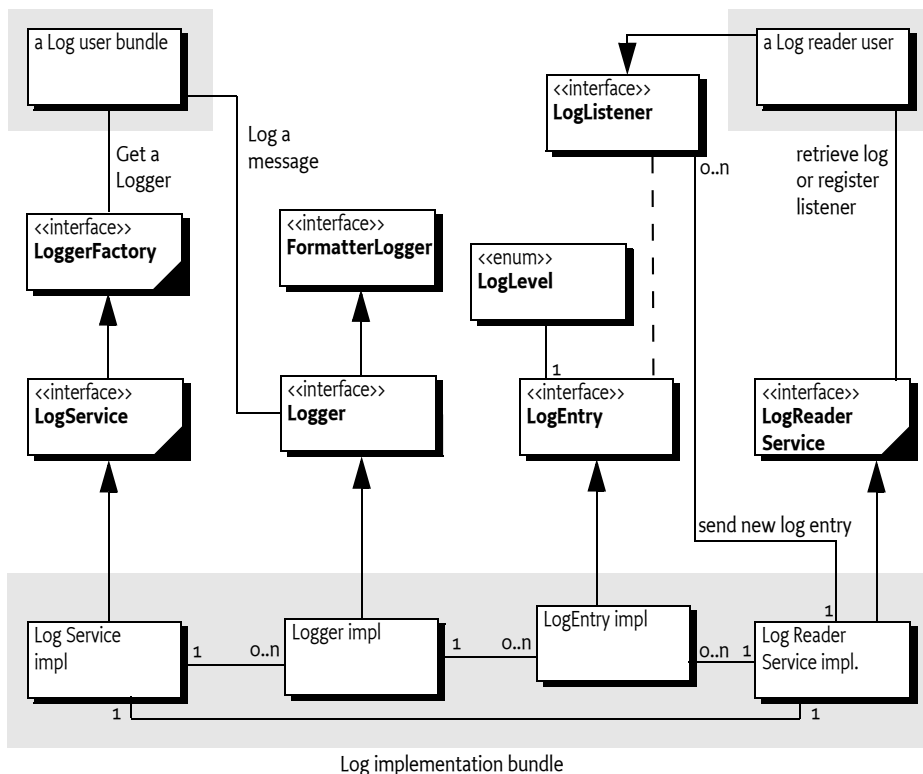 a Log user bundle
a Log reader user
<<interface>>
LogListener
Log a
message
Get a
Logger
0..n
retrieve log
or register
listener
<<interface>>
LoggerFactory
<<interface>>
FormatterLogger
<<enum>>
LogLevel
1
<<interface>>
LogService
<<interface>>
Logger
<<interface>>
LogEntry
<<interface>>
LogReader
Service
send new log entry
1
Log Service
impl
Logger impl
LogEntry impl
Log Reader
Service impl.
1
0..n
1
0..n
0..n
1
1
1
Log implementation bundle